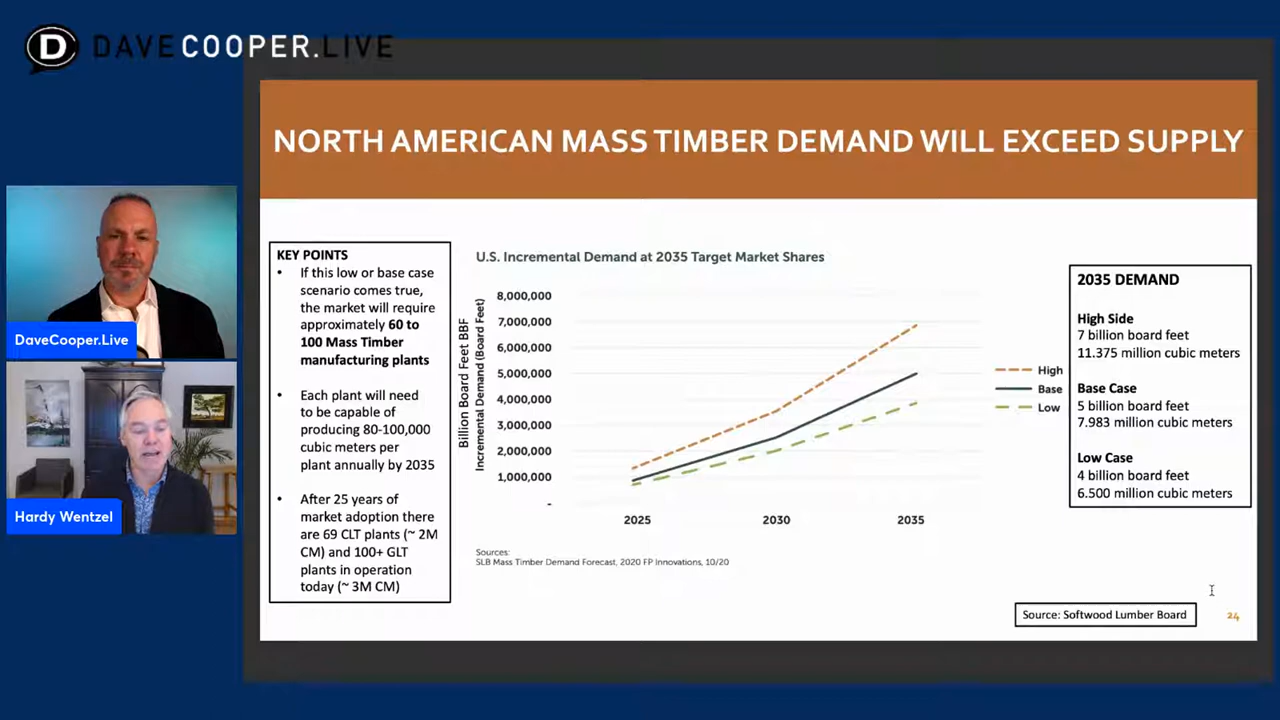 D DAVECOOPER.LIVE
NORTH AMERICAN MASS TIMBER DEMAND WILL EXCEED SUPPLY
DaveCooper.Live
Hardy Wentzel
KEY POINTS
• If this low or base case
scenario comes true,
the market will require
approximately 60 to
100 Mass Timber
manufacturing plants
• Each plant will need
to be capable of
producing 80-100,000
cubic meters per
plant annually by 2035
• After 25 years of
market adoption there
are 69 CLT plants (~ 2M
CM) and 100+ GLT
plants in operation
today (~ 3M CM)
U.S. Incremental Demand at 2035 Target Market Shares
Billion Board Feet BBF
Incremental Demand (Board Feet)
8,000,000
7,000,000
6,000,000
5,000,000
4,000,000
3,000,000
2,000,000
1,000,000
-
2025 2030 2035
High
Base
Low
Sources:
SLB Mass Timber Demand Forecast, 2020 FP Innovations, 10/20
2035 DEMAND
High Side
7 billion board feet
11.375 million cubic meters
Base Case
5 billion board feet
7.983 million cubic meters
Low Case
4 billion board feet
6.500 million cubic meters
Source: Softwood Lumber Board
24